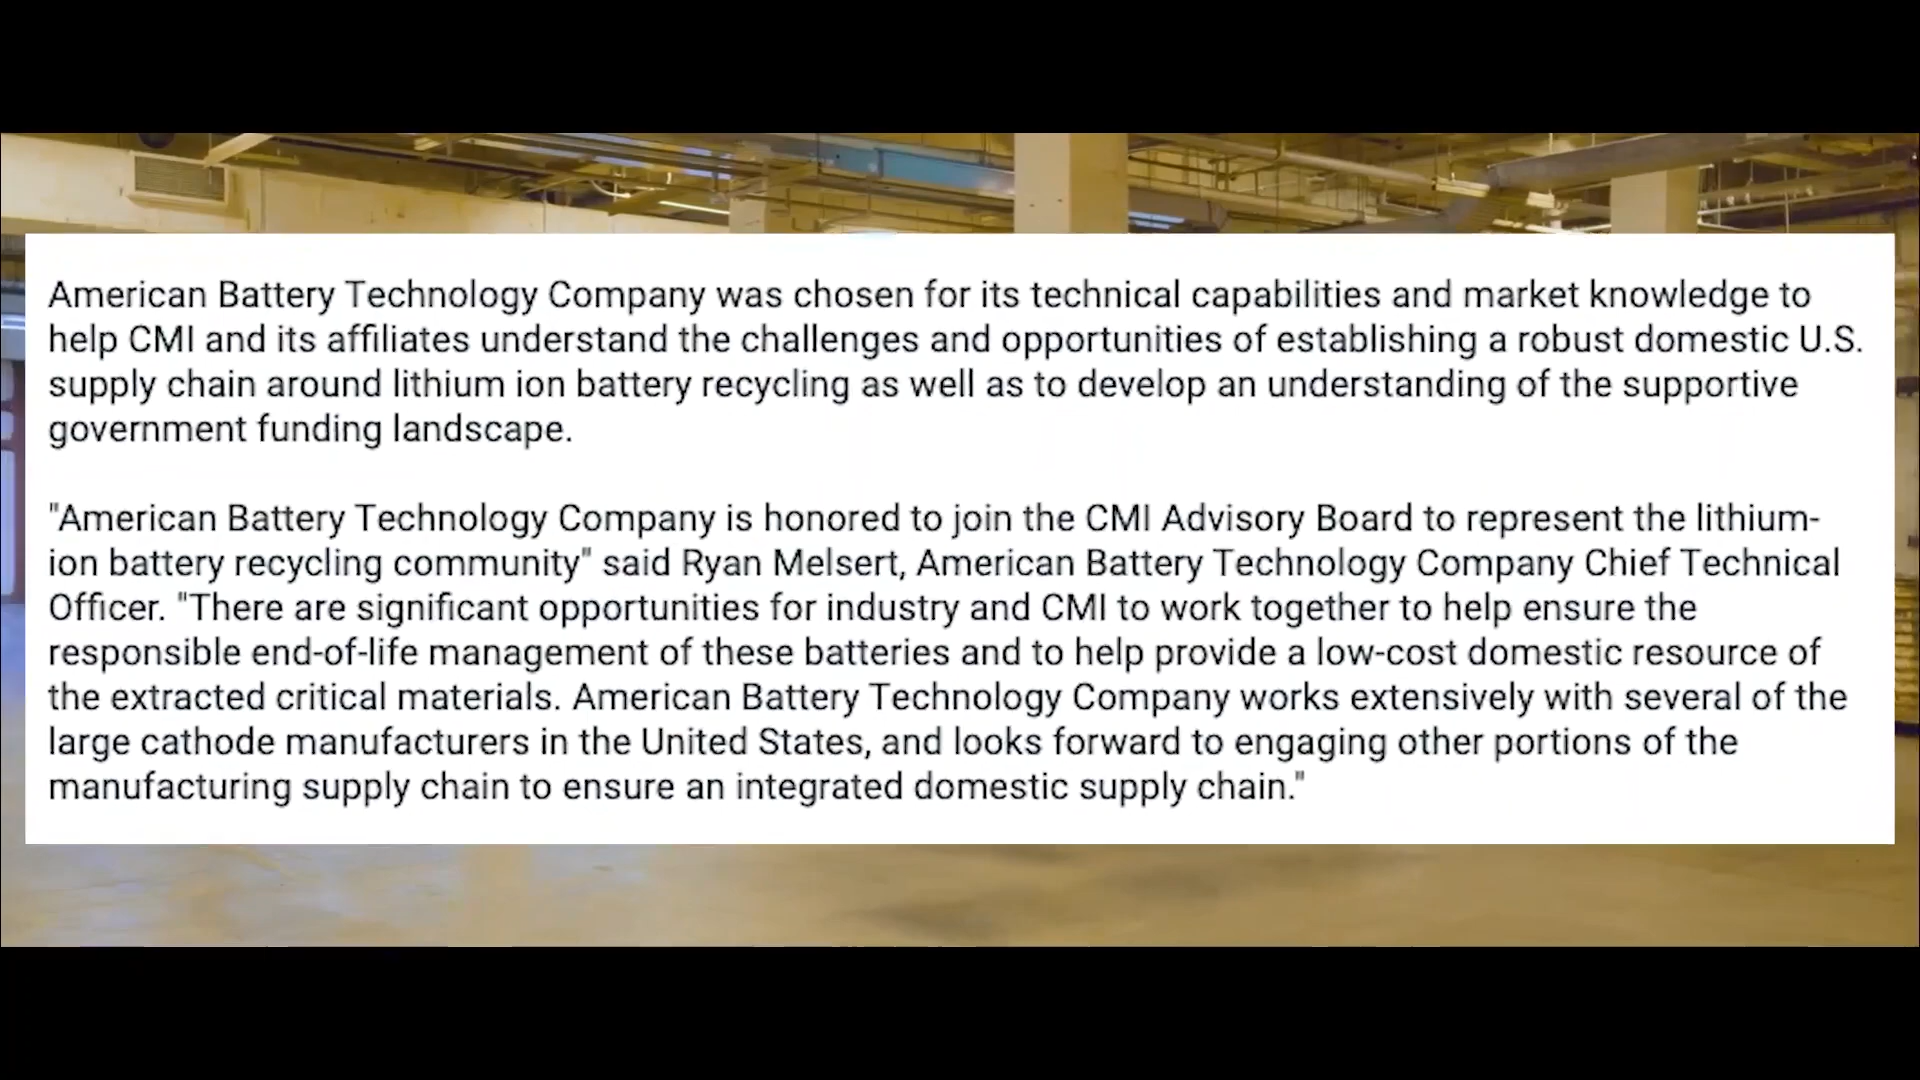 American Battery Technology Company was chosen for its technical capabilities and market knowledge to
help CMI and its affiliates understand the challenges and opportunities of establishing a robust domestic U.S.
supply chain around lithium ion battery recycling as well as to develop an understanding of the supportive
government funding landscape.
"American Battery Technology Company is honored to join the CMI Advisory Board to represent the lithium-
ion battery recycling community" said Ryan Melsert, American Battery Technology Company Chief Technical
Officer. "There are significant opportunities for industry and CMI to work together to help ensure the
responsible end-of-life management of these batteries and to help provide a low-cost domestic resource of
the extracted critical materials. American Battery Technology Company works extensively with several of the
large cathode manufacturers in the United States, and looks forward to engaging other portions of the
manufacturing supply chain to ensure an integrated domestic supply chain."